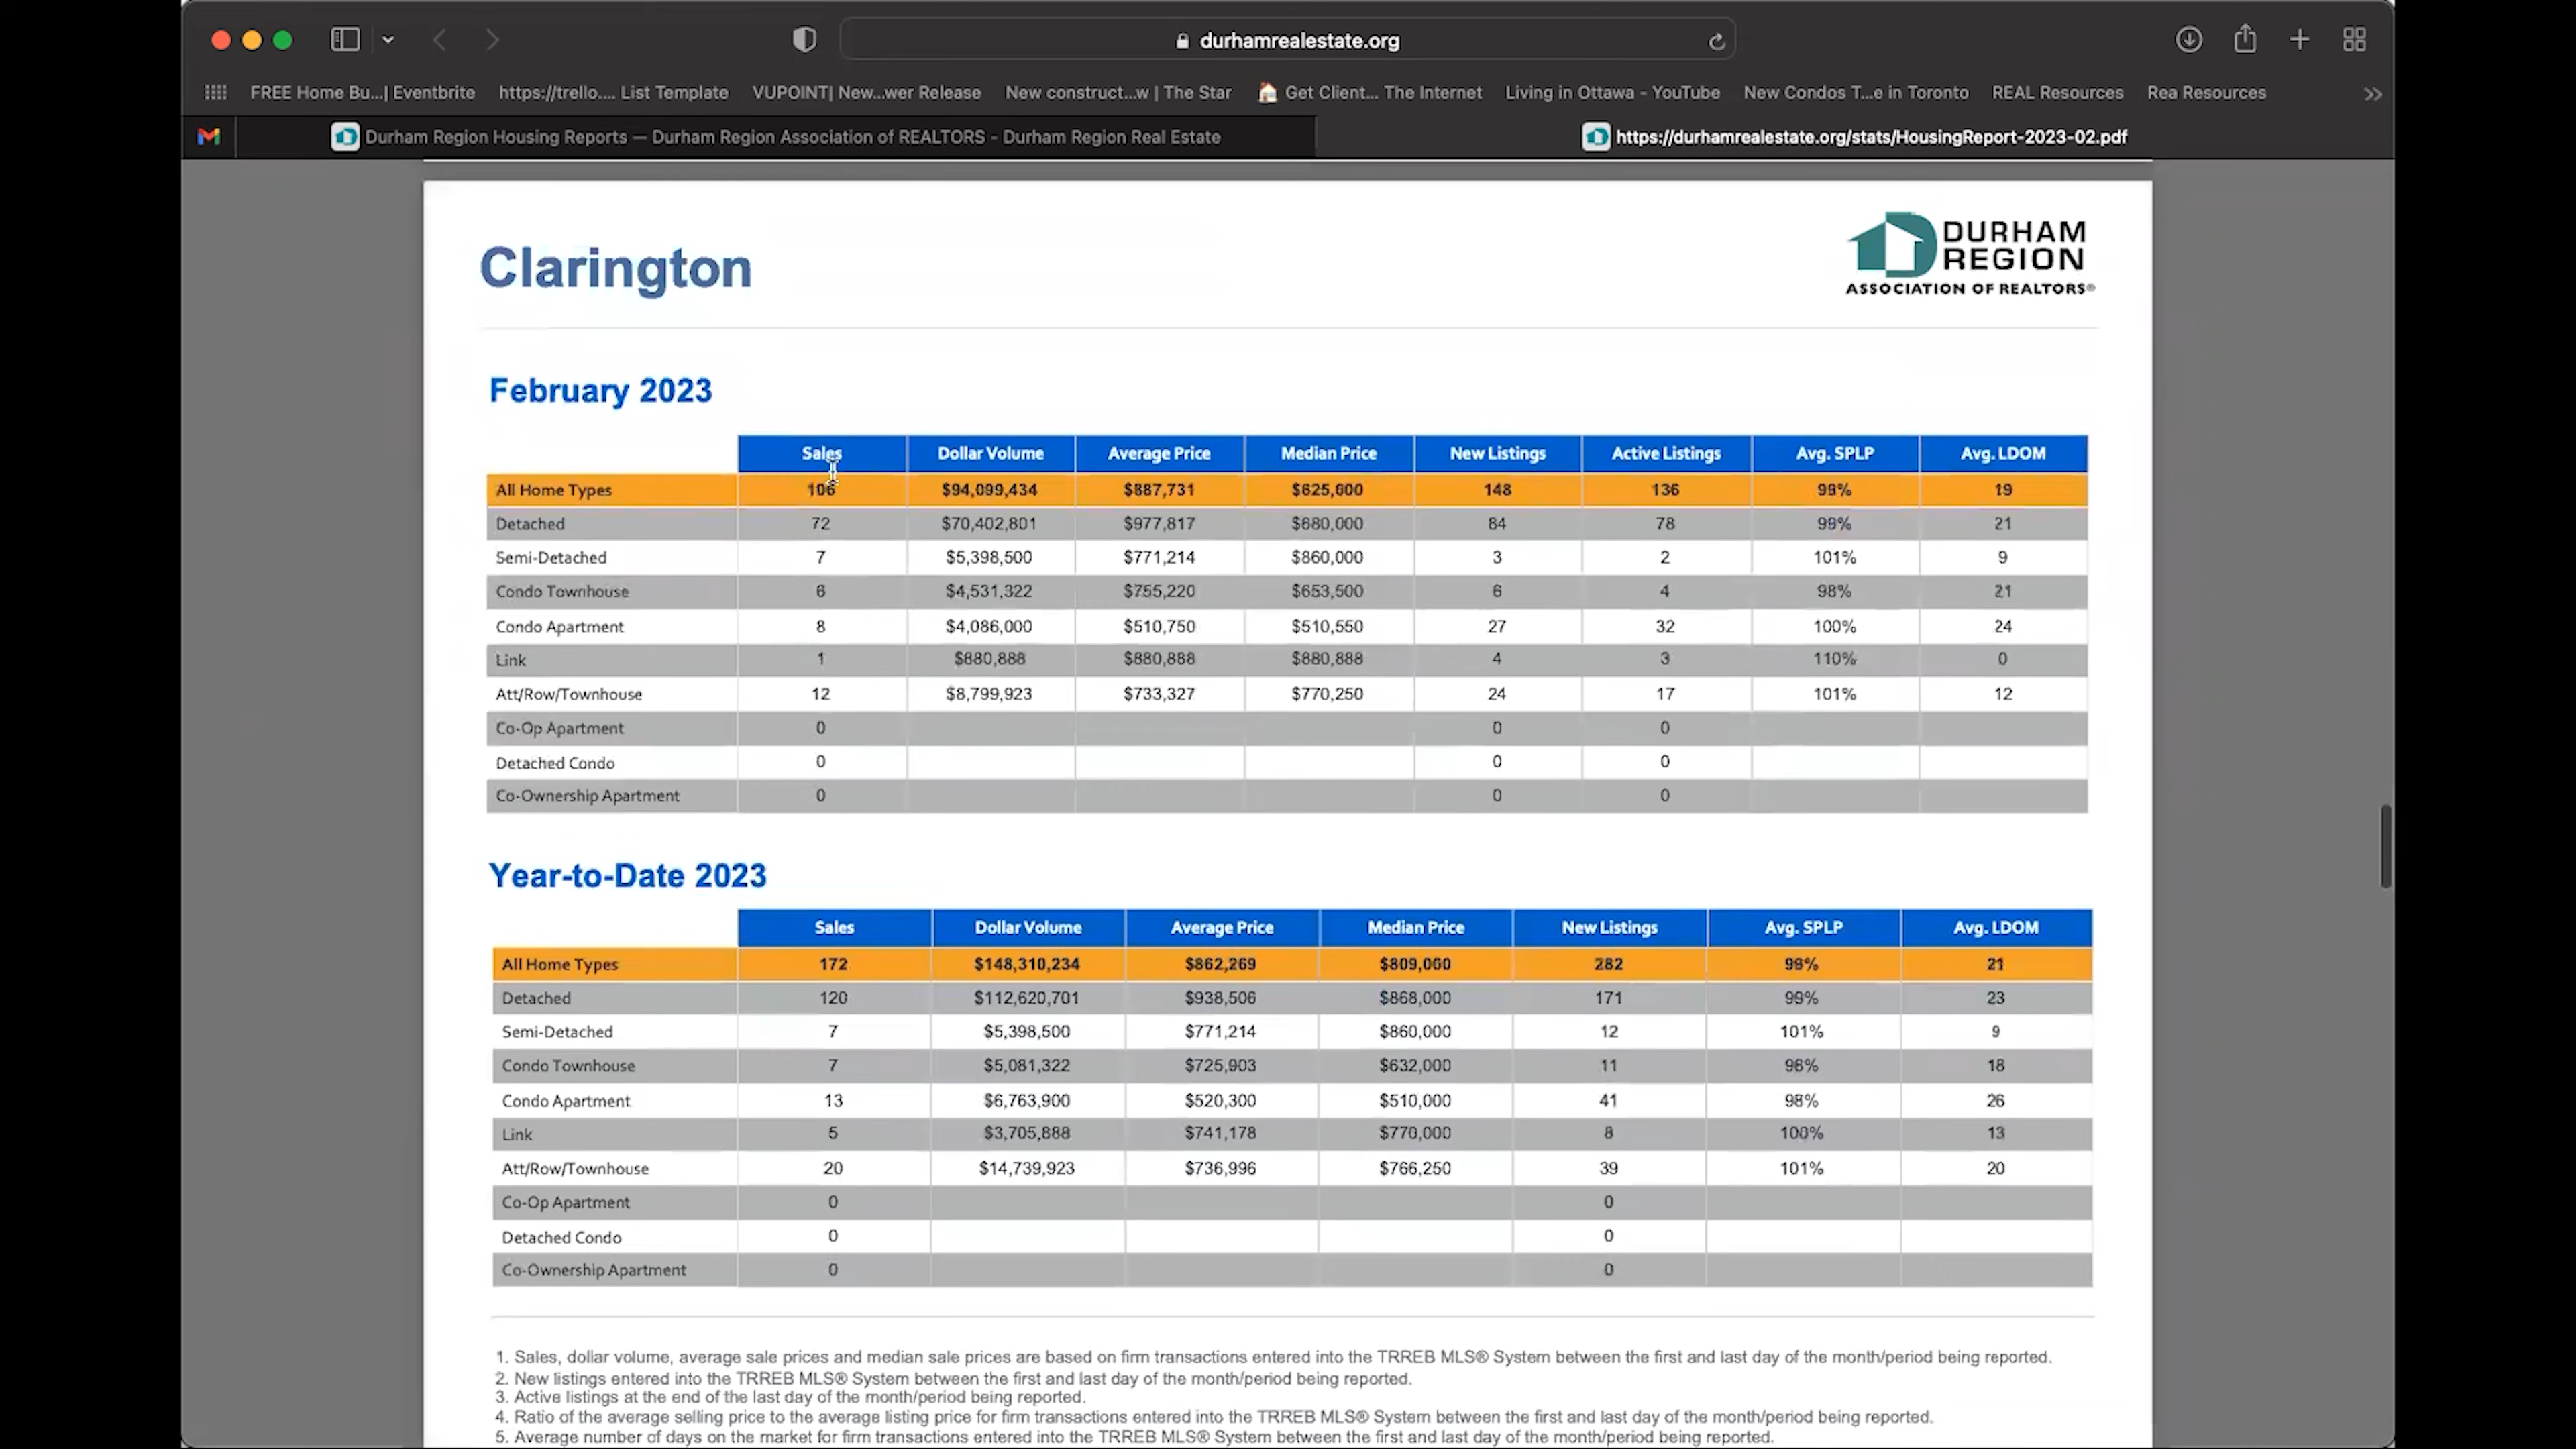 durhamrealestate.org
FREE Home Bu...| Eventbrite https://trello.... List Template VUPOINT| New...wer Release New construct...w | The Star Get Client... The Internet Living in Ottawa - YouTube New Condos T...e in Toronto REAL Resources Rea Resources
Durham Region Housing Reports — Durham Region Association of REALTORS - Durham Region Real Estate https://durhamrealestate.org/stats/HousingReport-2023-02.pdf
Clarington
DURHAM
REGION
ASSOCIATION OF REALTORS®
February 2023
Sales Dollar Volume Average Price Median Price New Listings Active Listings Avg. SPLP Avg. LDOM
All Home Types 106 $94,099,434 $887,731 148 136 99% 19
Detached 72 $70,402,801 $977,817 84 78 99% 21
Semi-Detached 7 $5,398,500 $771,214 $860,000 3 2 101% 9
Condo Townhouse 6 $4,531,322 $755,220 $653,500 6 4 98% 21
Condo Apartment 8 $4,086,000 $510,750 $510,550 27 32 100% 24
Link 1 $880,888 $880,888 $880,888 4 3 110% 0
Att/Row/Townhouse 12 $8,799,923 $733,327 $770,250 24 17 101% 12
Co-Op Apartment 0 0 0
Detached Condo 0 0 0
Co-Ownership Apartment 0 0 0
Year-to-Date 2023
Sales Dollar Volume Average Price Median Price New Listings Avg. SPLP Avg. LDOM
All Home Types 172 $148,310,234 $862,269 $809,000 282 99% 21
Detached 120 $112,620,701 $938,506 $868,000 171 99% 23
Semi-Detached 7 $5,398,500 $771,214 $860,000 12 101% 9
Condo Townhouse 7 $5,081,322 $725,903 $632,000 11 98% 18
Condo Apartment 13 $6,763,900 $520,300 $510,000 41 98% 26
Link 5 $3,705,888 $741,178 $770,000 8 100% 13
Att/Row/Townhouse 20 $14,739,923 $736,996 $766,250 39 101% 20
Co-Op Apartment 0 0
Detached Condo 0 0
Co-Ownership Apartment 0 0
1. Sales, dollar volume, average sale prices and median sale prices are based on firm transactions entered into the TRREB MLS® System between the first and last day of the month/period being reported.
2. New listings entered into the TRREB MLS® System between the first and last day of the month/period being reported.
3. Active listings at the end of the last day of the month/period being reported.
4. Ratio of the average selling price to the average listing price for firm transactions entered into the TRREB MLS® System between the first and last day of the month/period being reported.
5. Average number of days on the market for firm transactions entered into the TRREB MLS® System between the first and last day of the month/period being reported.